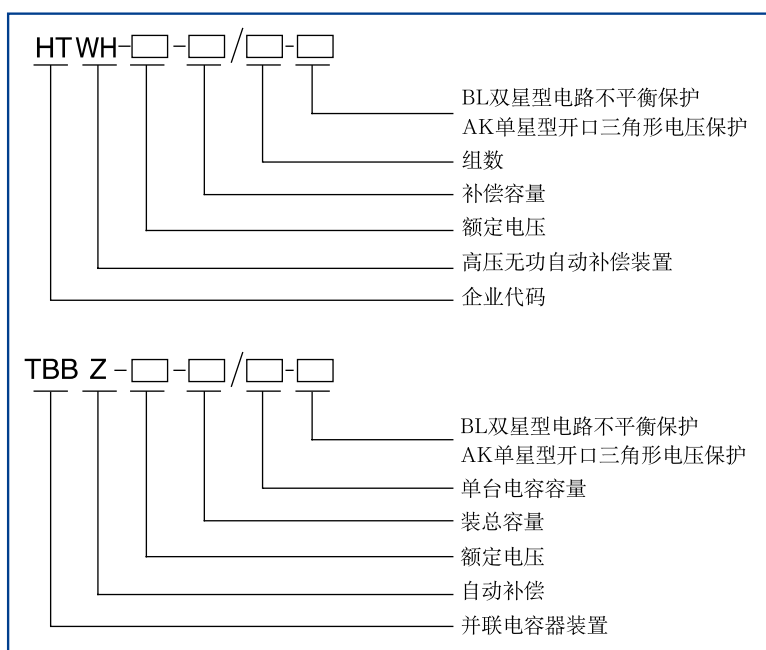 HTWH-□-□/□-□
BL双星型电路不平衡保护
AK单星型开口三角形电压保护
组数
补偿容量
额定电压
高压无功自动补偿装置
企业代码
TBB Z-□-□/□-□
BL双星型电路不平衡保护
AK单星型开口三角形电压保护
单台电容容量
装总容量
额定电压
自动补偿
并联电容器装置